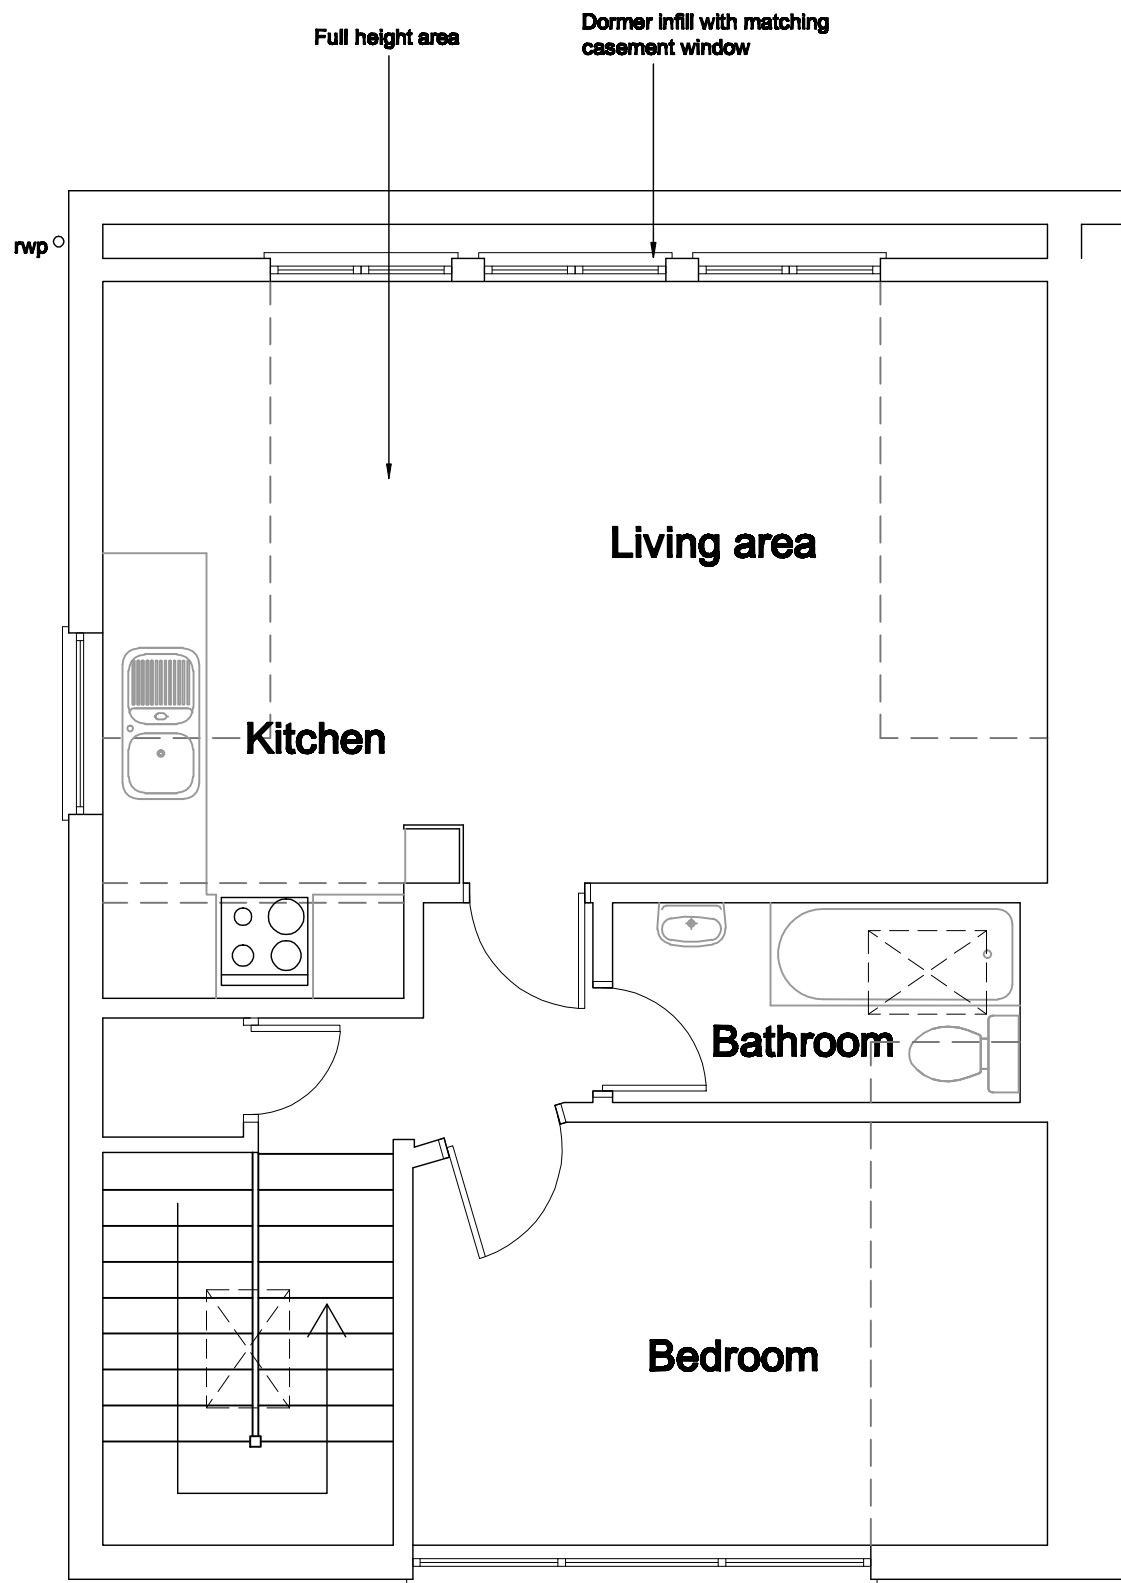 Full height area
Dormer infill with matching
casement window
rwp
Living area
Kitchen
Bathroom
Bedroom